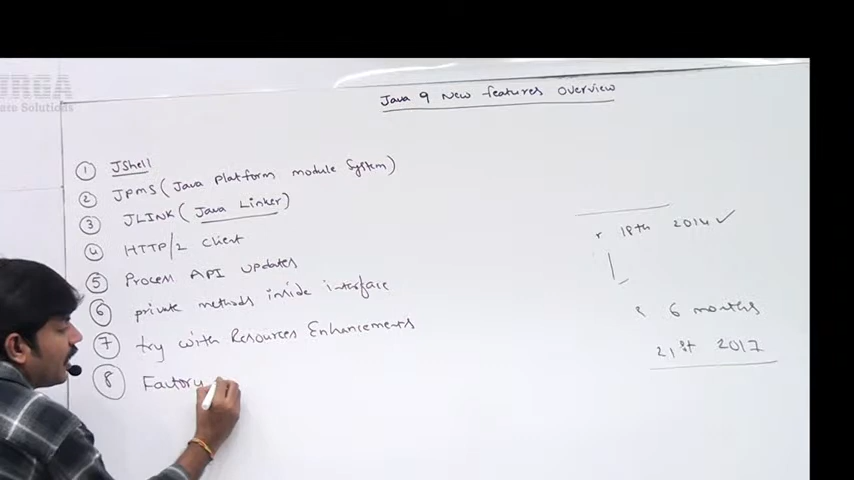 Java 9 New features Overview
① JShell
② JPMS (Java Platform module System)
③ JLINK (Java Linker)
④ HTTP/2 Client
⑤ Process API Updates
⑥ private methods inside interface
⑦ try with Resources Enhancements
⑧ Factory
18th 2014 ✓
6 months
21st 2017